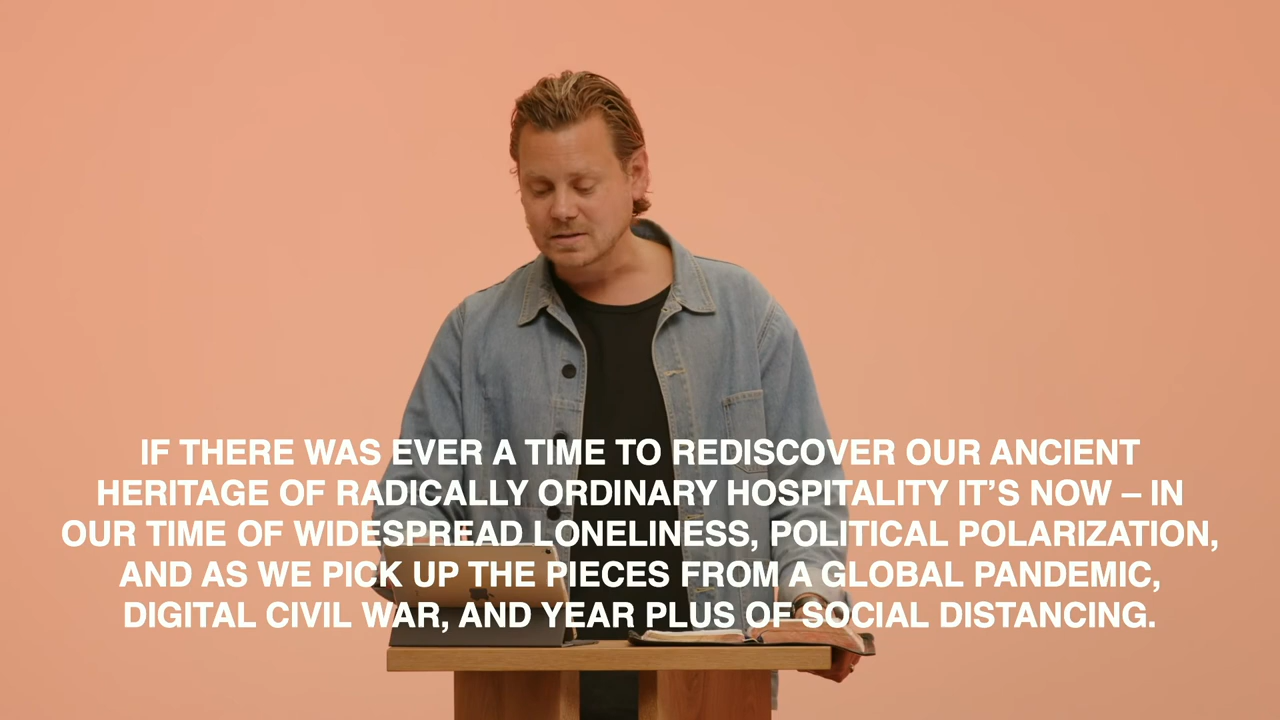 IF THERE WAS EVER A TIME TO REDISCOVER OUR ANCIENT
HERITAGE OF RADICALLY ORDINARY HOSPITALITY IT’S NOW – IN
OUR TIME OF WIDESPREAD LONELINESS, POLITICAL POLARIZATION,
AND AS WE PICK UP THE PIECES FROM A GLOBAL PANDEMIC,
DIGITAL CIVIL WAR, AND YEAR PLUS OF SOCIAL DISTANCING.